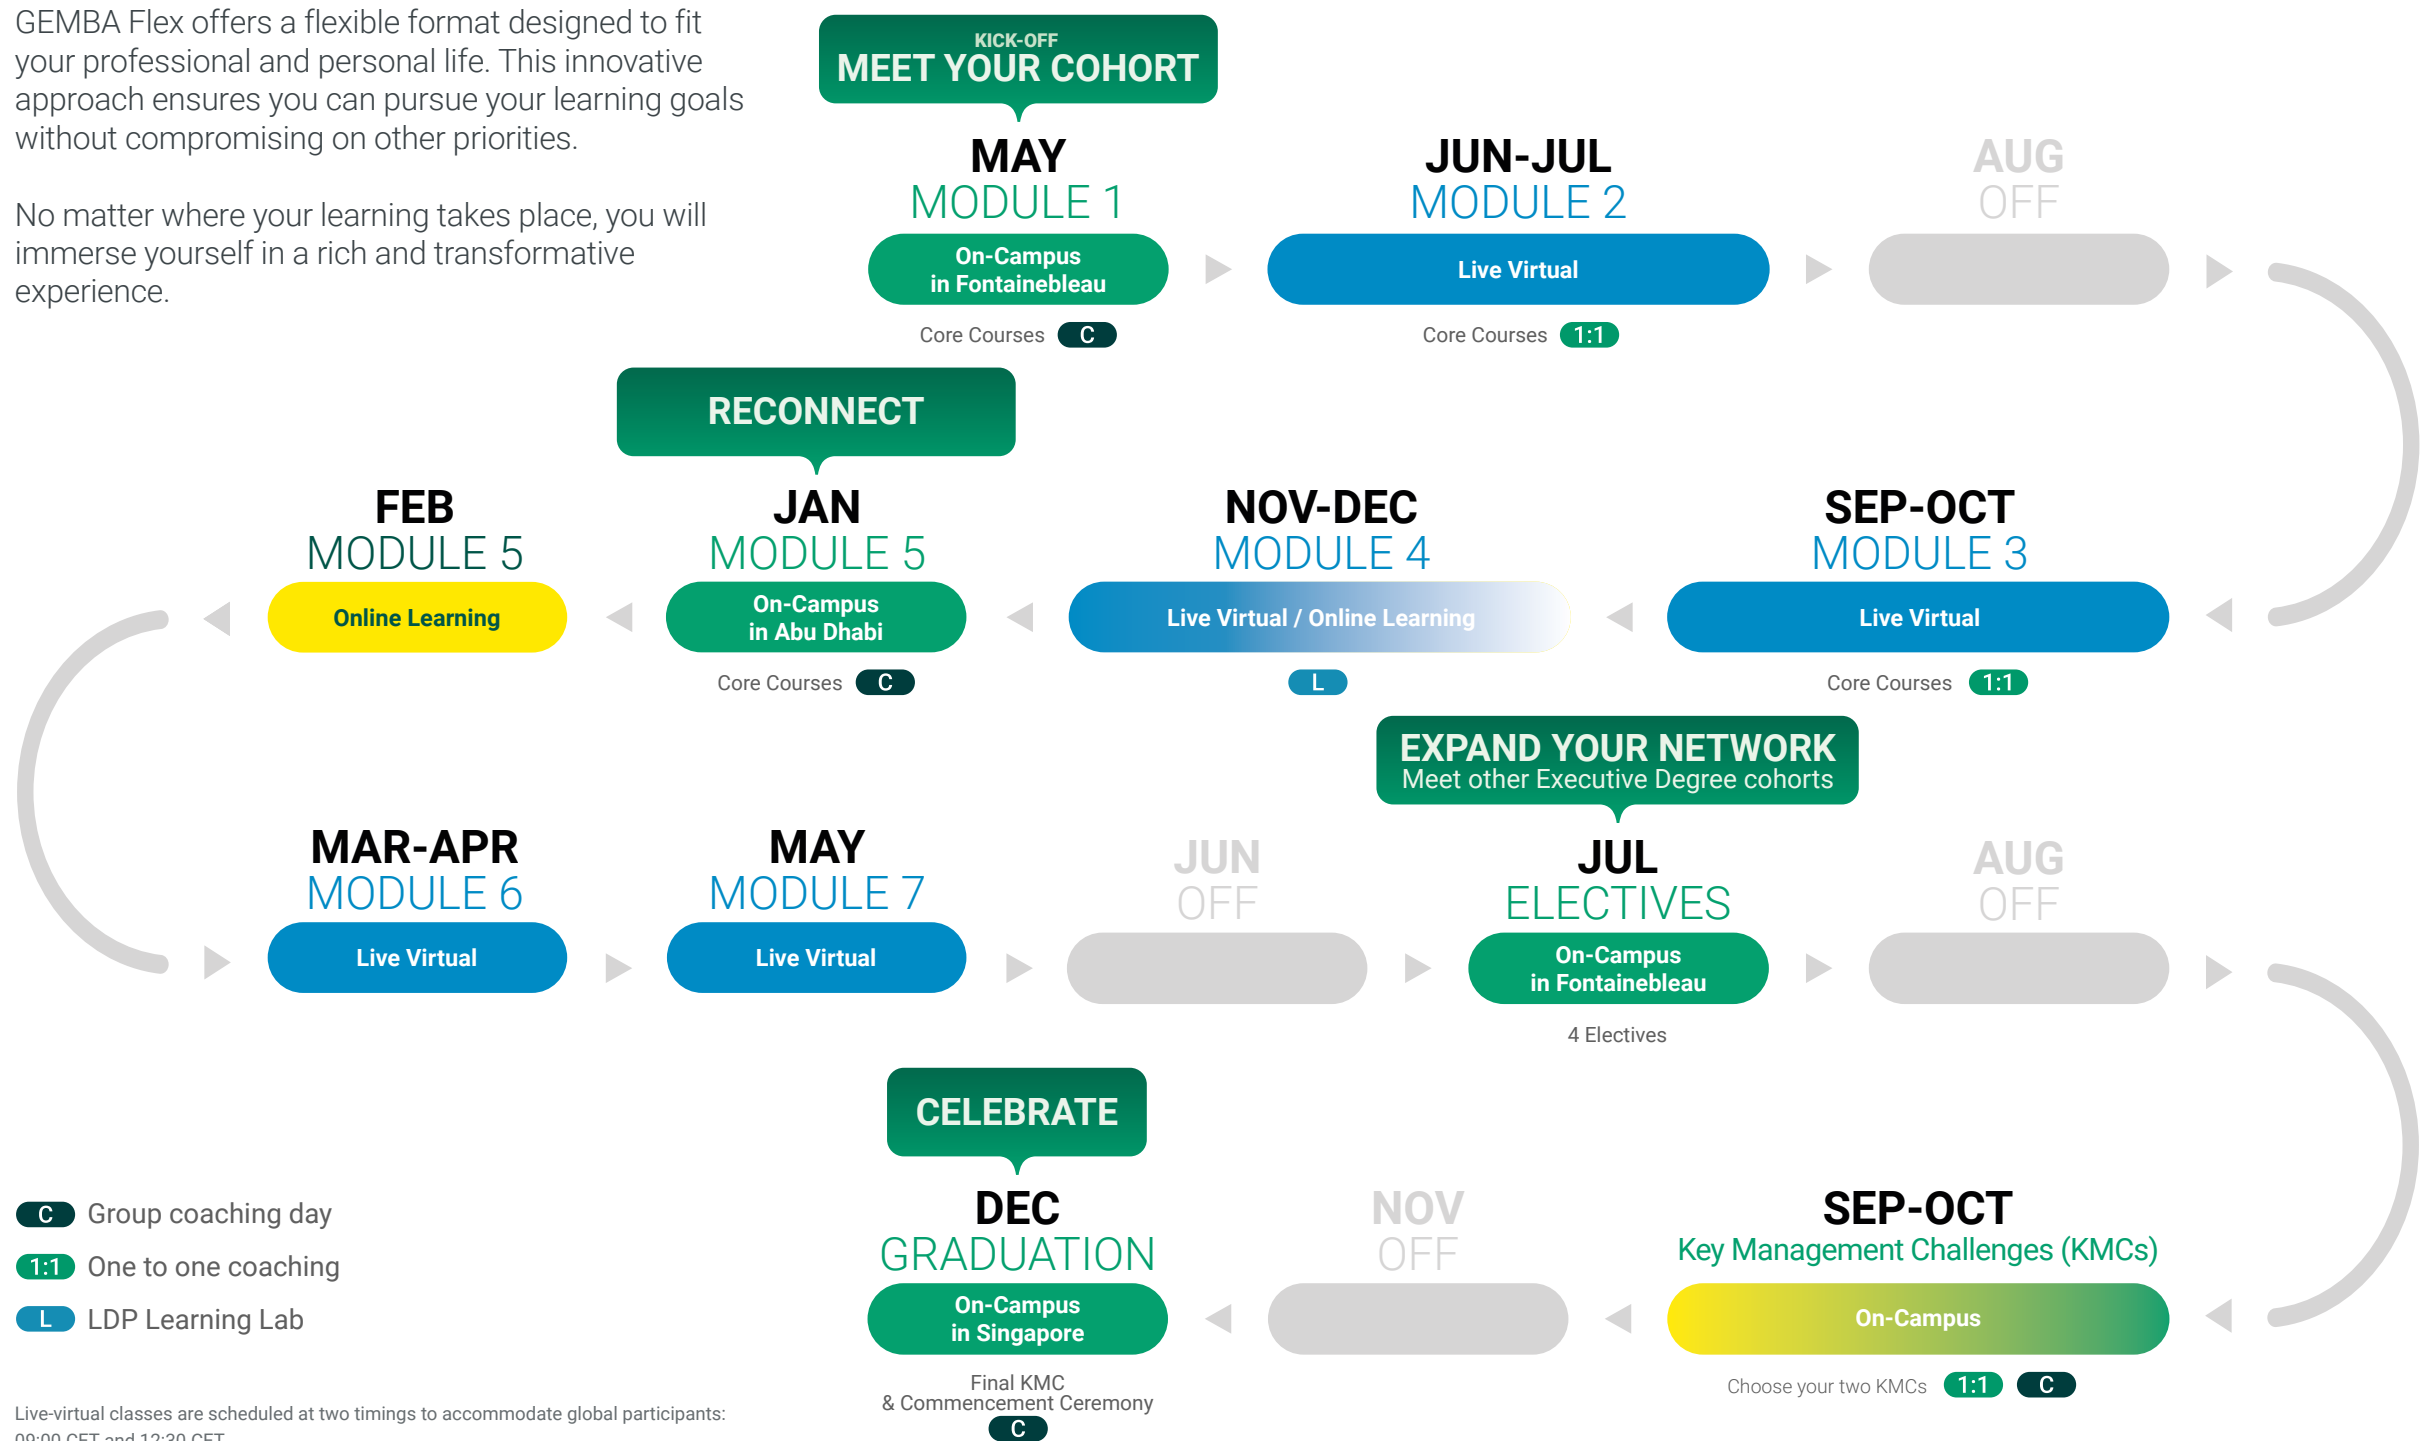 GEMBA Flex offers a flexible format designed to fit
your professional and personal life. This innovative
approach ensures you can pursue your learning goals
without compromising on other priorities.
No matter where your learning takes place, you will
immerse yourself in a rich and transformative
experience.
KICK-OFF
MEET YOUR COHORT
MAY
MODULE 1
On-Campus
in Fontainebleau
Core Courses C
JUN-JUL
MODULE 2
Live Virtual
Core Courses 1:1
AUG
OFF
SEP-OCT
MODULE 3
Live Virtual
Core Courses 1:1
NOV-DEC
MODULE 4
Live Virtual / Online Learning
L
RECONNECT
JAN
MODULE 5
On-Campus
in Abu Dhabi
Core Courses C
FEB
MODULE 5
Online Learning
MAR-APR
MODULE 6
Live Virtual
MAY
MODULE 7
Live Virtual
JUN
OFF
EXPAND YOUR NETWORK
Meet other Executive Degree cohorts
JUL
ELECTIVES
On-Campus
in Fontainebleau
4 Electives
AUG
OFF
SEP-OCT
Key Management Challenges (KMCs)
On-Campus
Choose your two KMCs 1:1 C
NOV
OFF
CELEBRATE
DEC
GRADUATION
On-Campus
in Singapore
Final KMC
& Commencement Ceremony
C
C Group coaching day
1:1 One to one coaching
L LDP Learning Lab
Live-virtual classes are scheduled at two timings to accommodate global participants:
09:00 CET and 12:30 CET